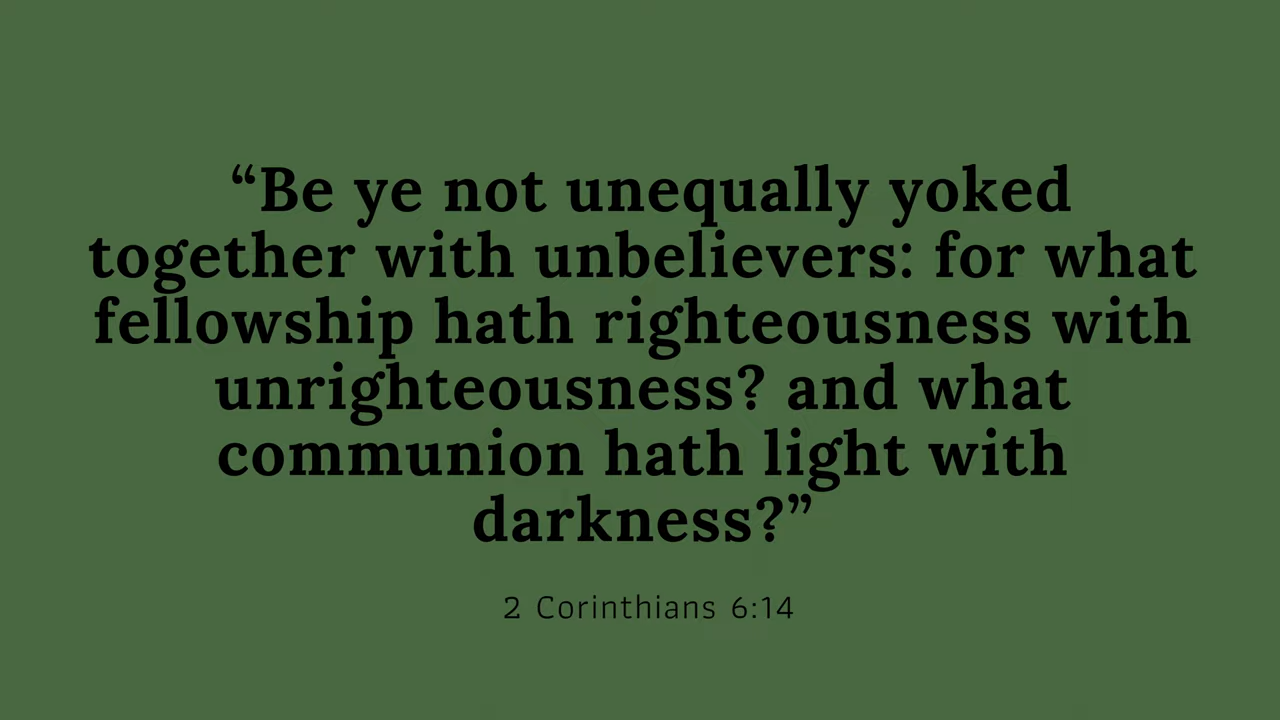 “Be ye not unequally yoked
together with unbelievers: for what
fellowship hath righteousness with
unrighteousness? and what
communion hath light with
darkness?”
2 Corinthians 6:14